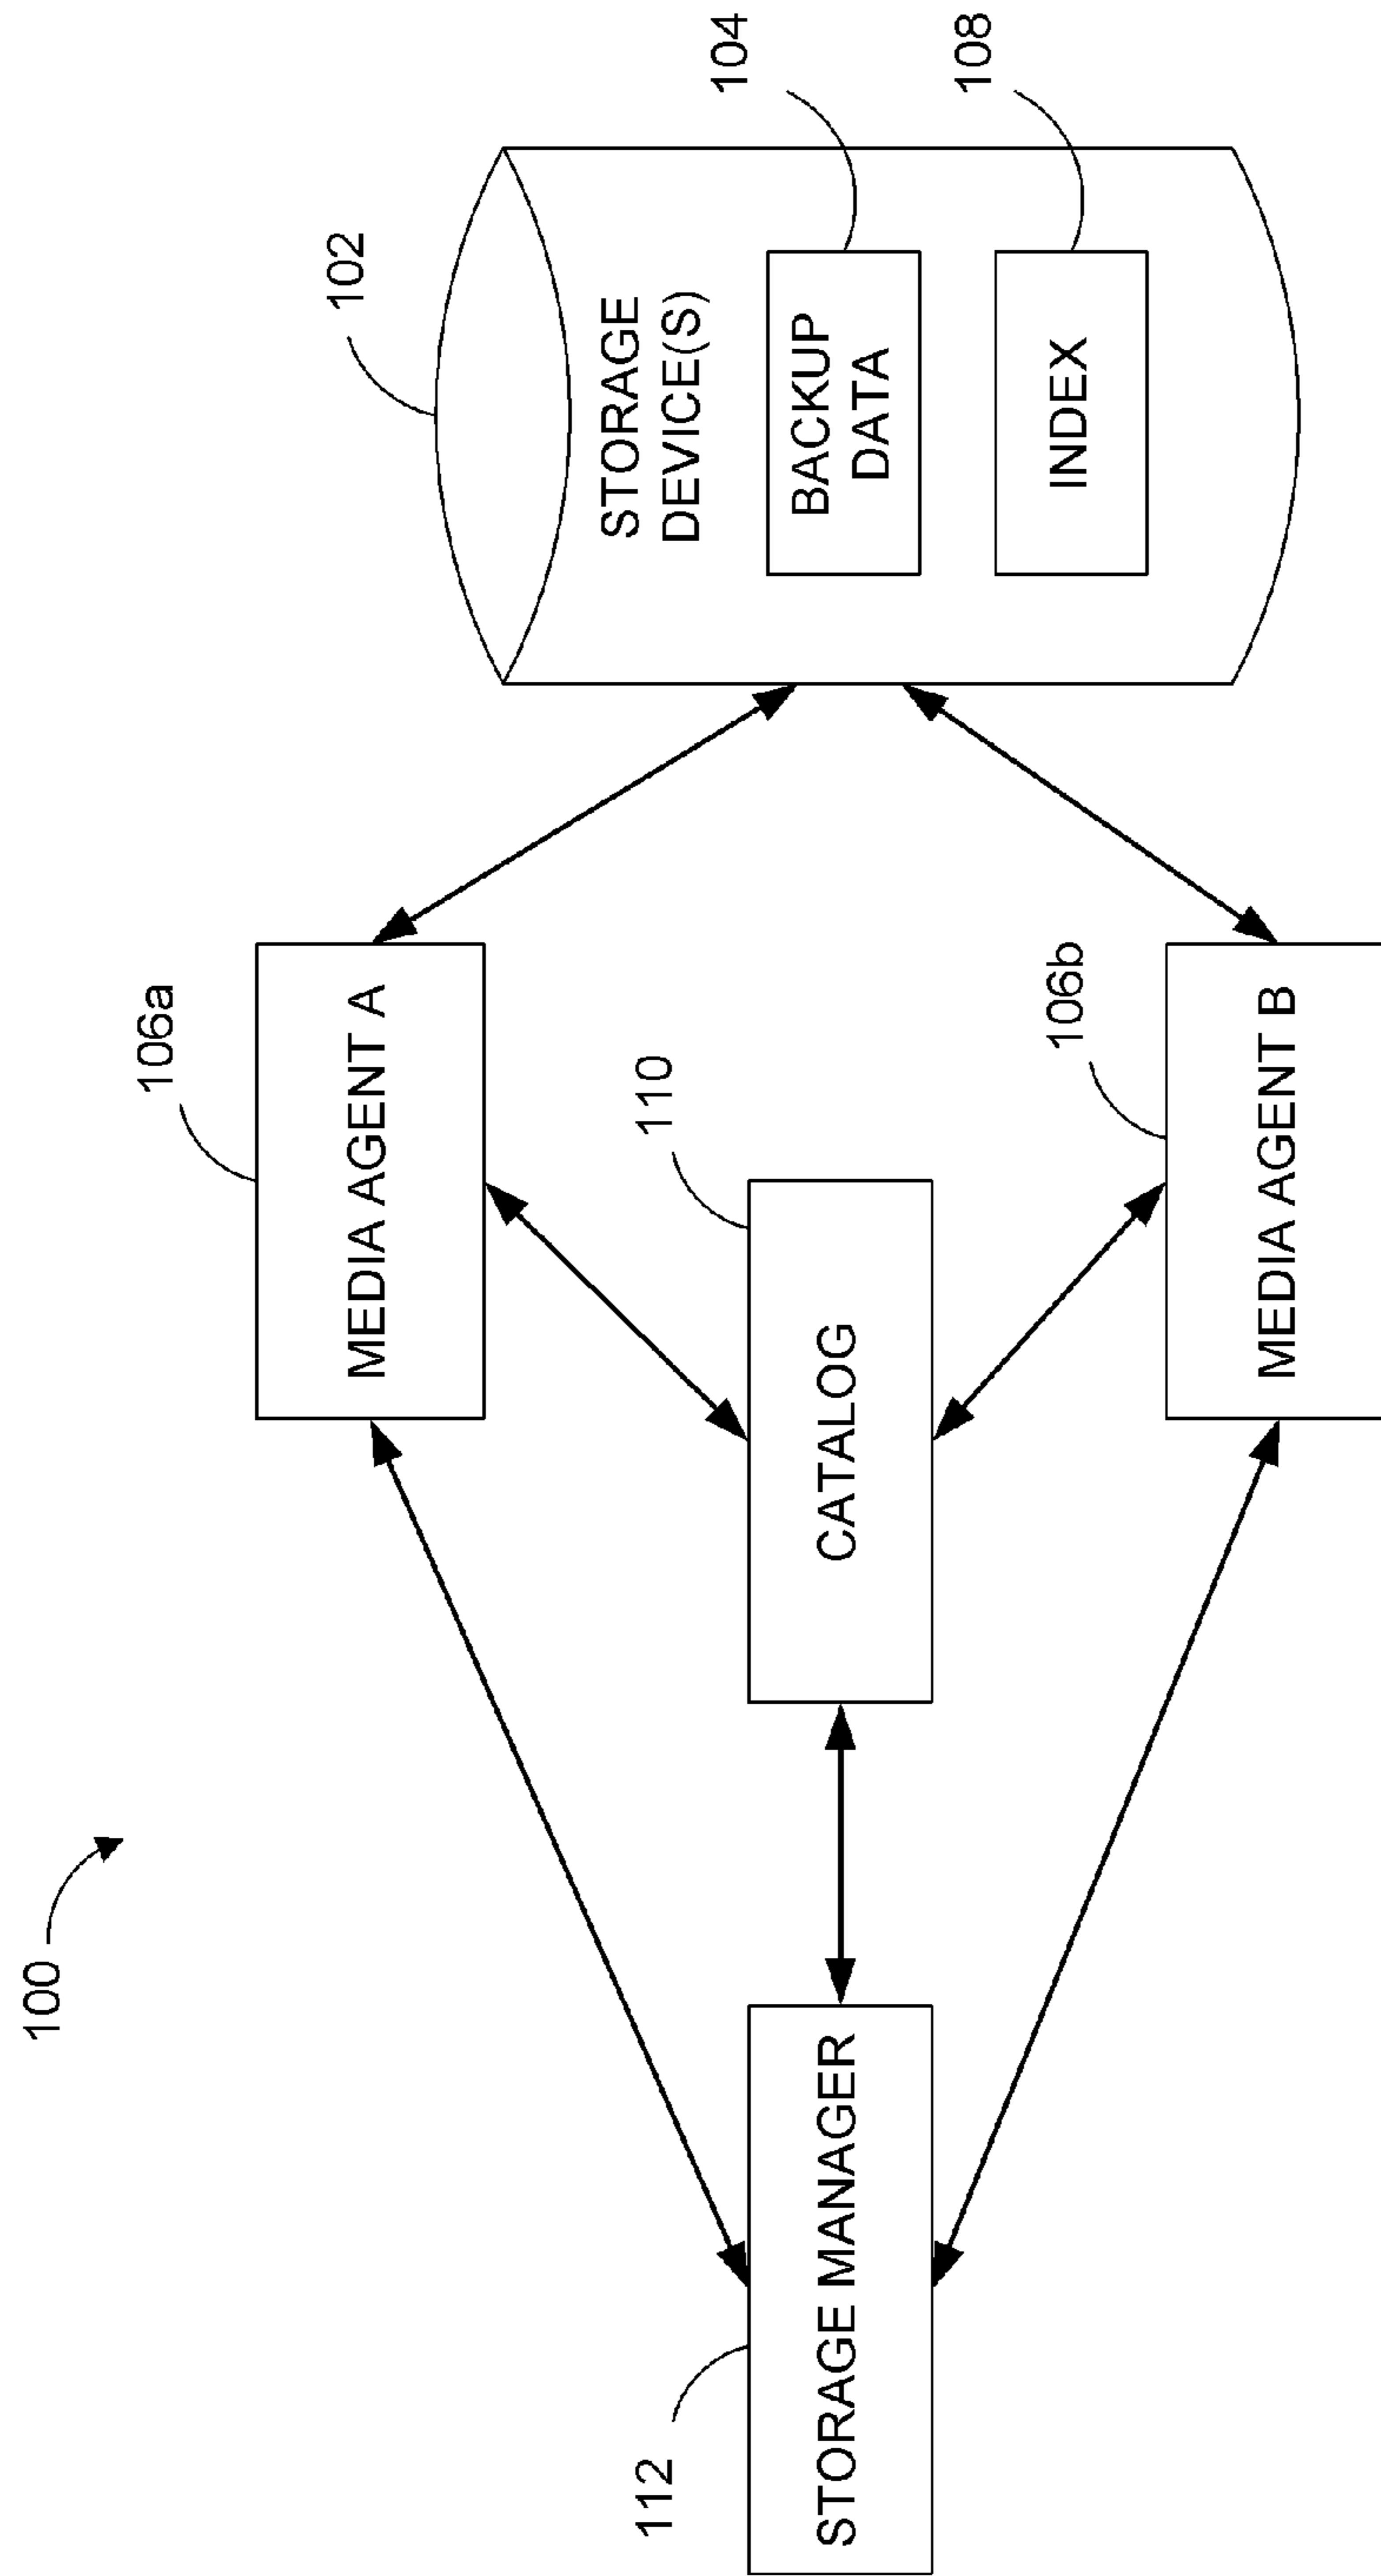 100
102
STORAGE
DEVICE(S)
104
BACKUP
DATA
108
INDEX
106a
MEDIA AGENT A
110
CATALOG
106b
MEDIA AGENT B
112
STORAGE MANAGER